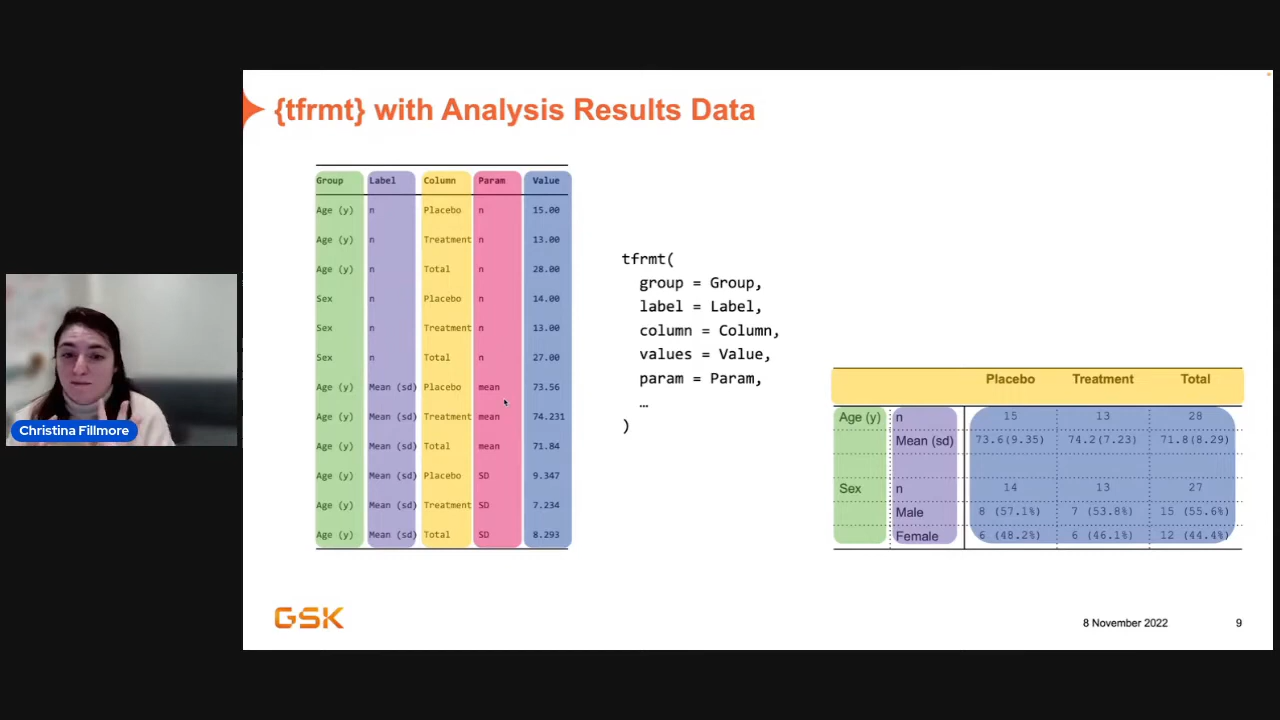 {tfrmt} with Analysis Results Data
Group Label Column Param Value
Age (y) n Placebo n 15.00
Age (y) n Treatment n 13.00
Age (y) n Total n 28.00
Sex n Placebo n 14.00
Sex n Treatment n 13.00
Sex n Total n 27.00
Age (y) Mean (sd) Placebo mean 73.56
Age (y) Mean (sd) Treatment mean 74.231
Age (y) Mean (sd) Total mean 71.84
Age (y) Mean (sd) Placebo SD 9.347
Age (y) Mean (sd) Treatment SD 7.234
Age (y) Mean (sd) Total SD 8.293
tfrmt(
group = Group,
label = Label,
column = Column,
values = Value,
param = Param,
…
)
Placebo Treatment Total
Age (y) n 15 13 28
Mean (sd) 73.6(9.35) 74.2(7.23) 71.8(8.29)
Sex n 14 13 27
Male 8 (57.1%) 7 (53.8%) 15 (55.6%)
Female 6 (48.2%) 6 (46.1%) 12 (44.4%)
Christina Fillmore
GSK
8 November 2022 9